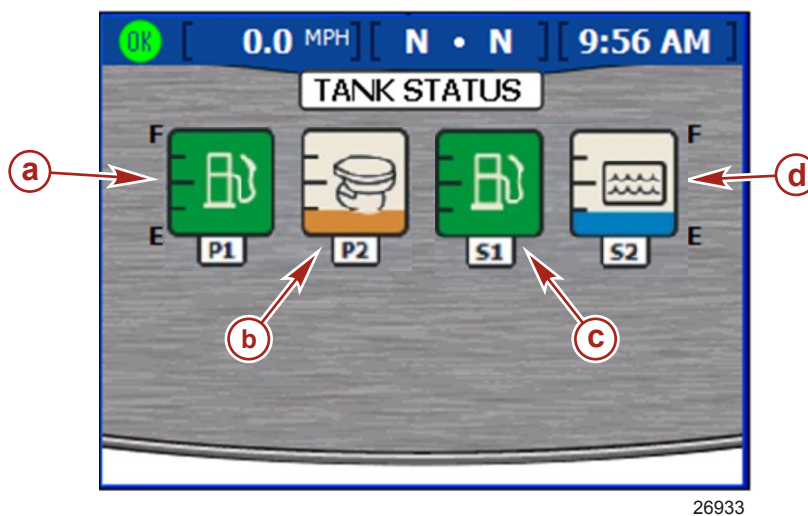 OK [ 0.0 MPH ] [ N • N ] [ 9:56 AM ]
TANK STATUS
F F
a d
E E
P1 P2 S1 S2
b c
26933